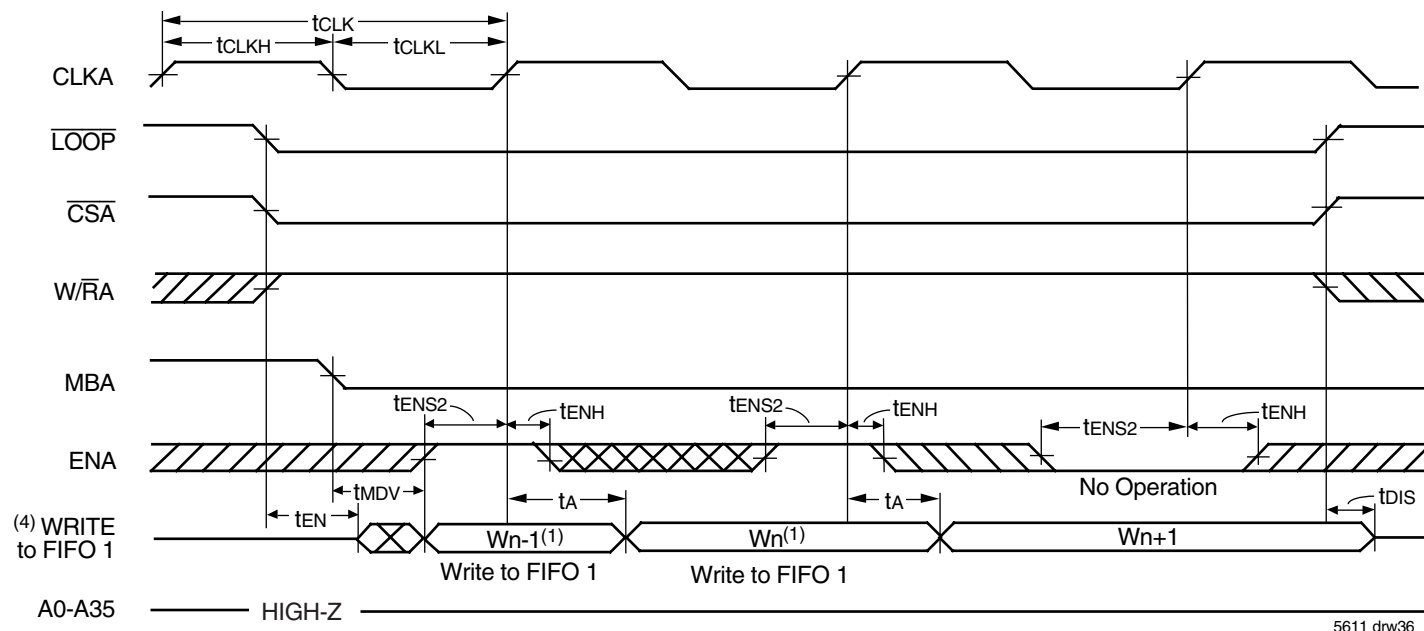 tCLK
tCLKH tCLKL
CLKA
LOOP
CSA
W/RA
MBA
tENS2 tENH tENS2 tENH tENS2 tENH
ENA
No Operation
tMDV
tEN tA tA tDIS
(4) WRITE
to FIFO 1
Wn-1(1) Wn(1) Wn+1
Write to FIFO 1 Write to FIFO 1
A0-A35 HIGH-Z
5611 drw36